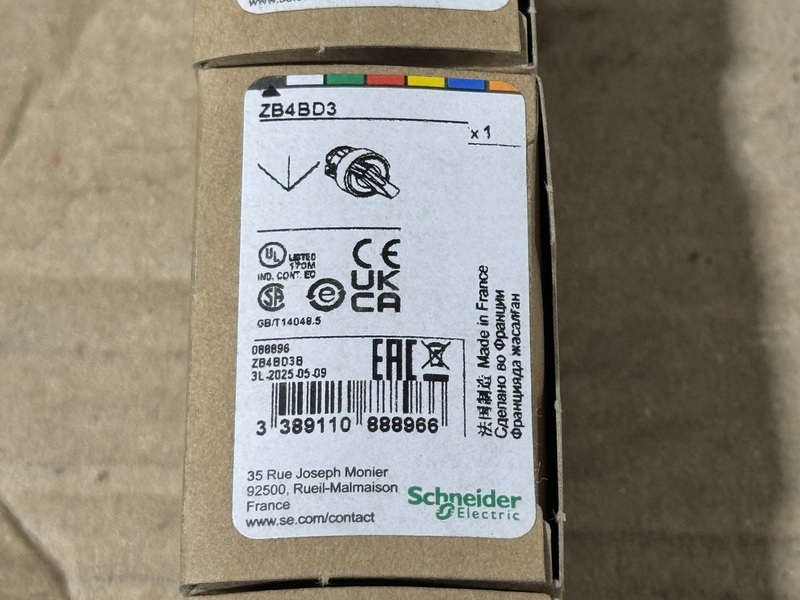 ZB4BD3
x 1
UL LISTED
170M
IND. CONT. EQ
CE
UK
CA
SA
e
GB/T14048.5
088896
ZB4BD3B
3L-2025-05-09
EAC
3 389110 888966
法国制造 Made in France
Сделано во Франции
Францияда жасалған
35 Rue Joseph Monier
92500, Rueil-Malmaison
France
www.se.com/contact
Schneider
Electric